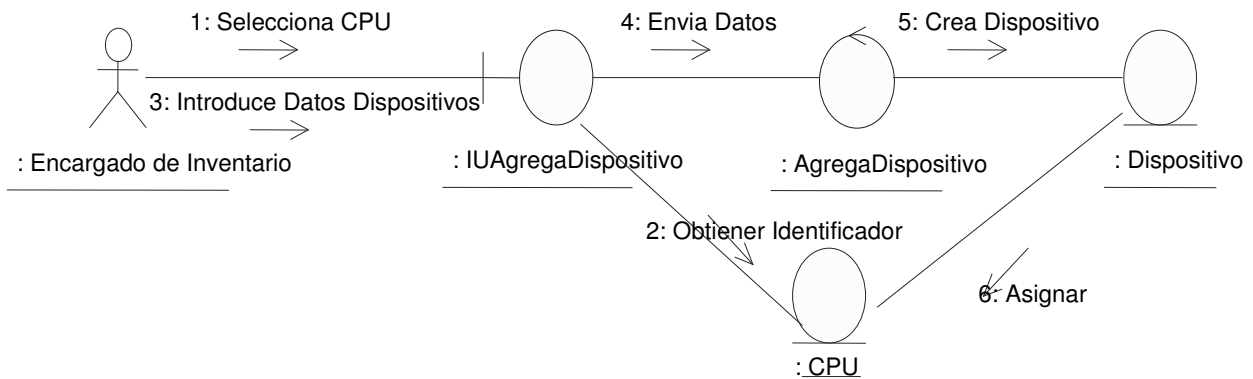 1: Selecciona CPU
4: Envia Datos
5: Crea Dispositivo
3: Introduce Datos Dispositivos
: Encargado de Inventario
: IUAgregaDispositivo
: AgregaDispositivo
: Dispositivo
2: Obtiener Identificador
6: Asignar
: CPU